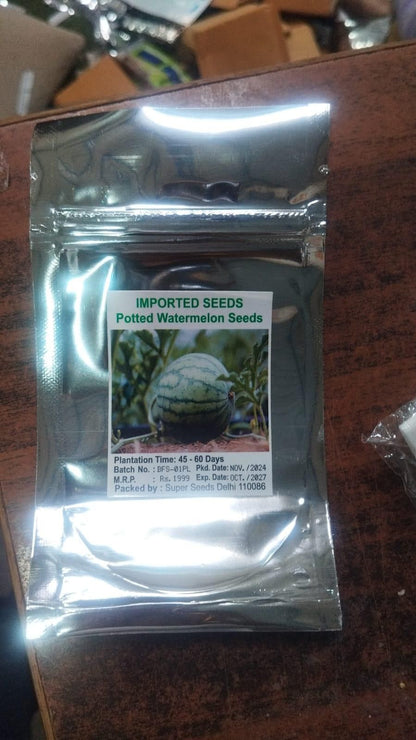 IMPORTED SEEDS
Potted Watermelon Seeds
Plantation Time: 45 - 60 Days
Batch No. : BFS-01PL Pkd. Date: NOV. /2024
M.R.P. : Rs. 1999 Exp. Date: OCT. /2027
Packed by : Super Seeds Delhi 110086